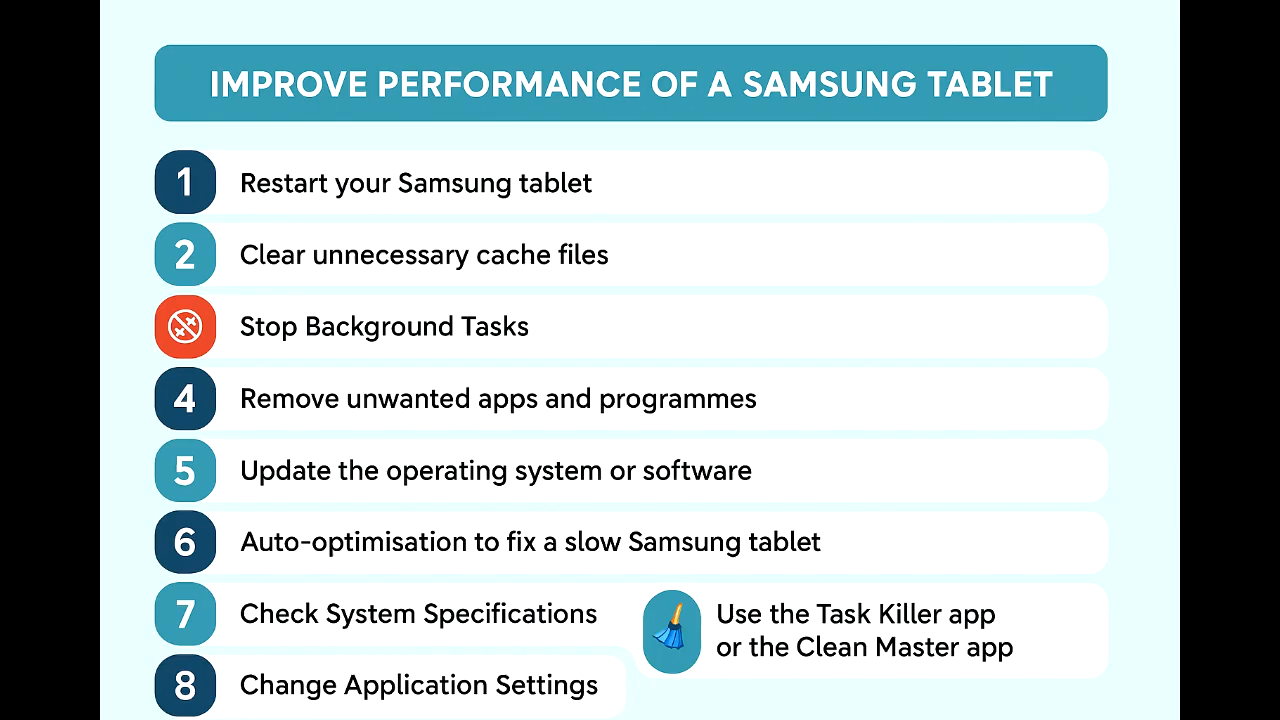 IMPROVE PERFORMANCE OF A SAMSUNG TABLET
1
Restart your Samsung tablet
2
Clear unnecessary cache files
Stop Background Tasks
4
Remove unwanted apps and programmes
5
Update the operating system or software
6
Auto-optimisation to fix a slow Samsung tablet
7
Check System Specifications
Use the Task Killer app
or the Clean Master app
8
Change Application Settings